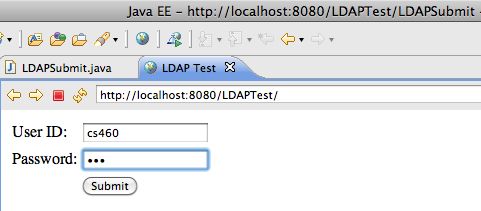 Java EE - http://localhost:8080/LDAPTest/LDAPSubmit -
LDAPSubmit.java LDAP Test
http://localhost:8080/LDAPTest/
User ID: cs460
Password: •••
Submit